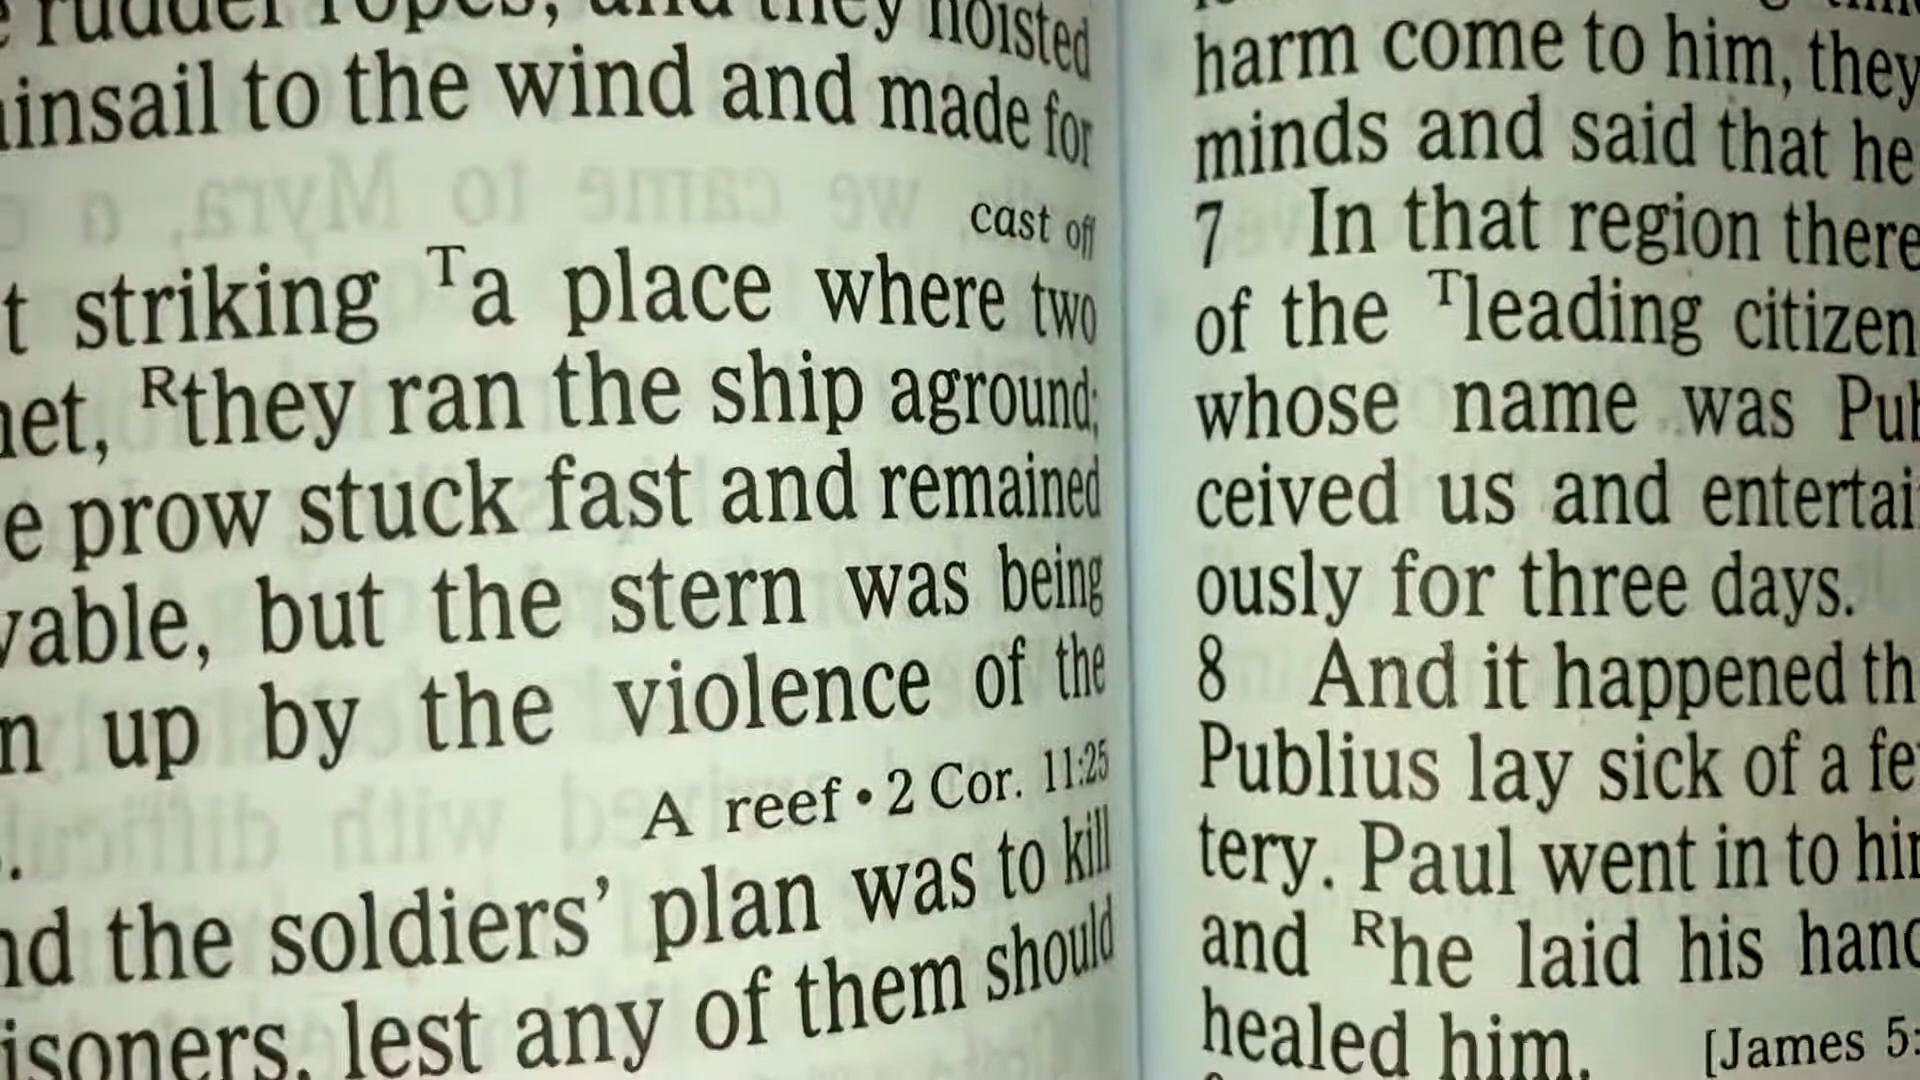 rudder ropes, and they hoisted
insail to the wind and made for
cast off
t striking Ta place where two
net, Rthey ran the ship aground;
e prow stuck fast and remained
vable, but the stern was being
n up by the violence of the
A reef • 2 Cor. 11:25
.
nd the soldiers’ plan was to kill
isoners, lest any of them should
harm come to him, they
minds and said that he
7 In that region there
of the Tleading citizen
whose name was Pub
ceived us and entertai
ously for three days.
8 And it happened th
Publius lay sick of a fe
tery. Paul went in to hi
and Rhe laid his hand
healed him. [James 5: